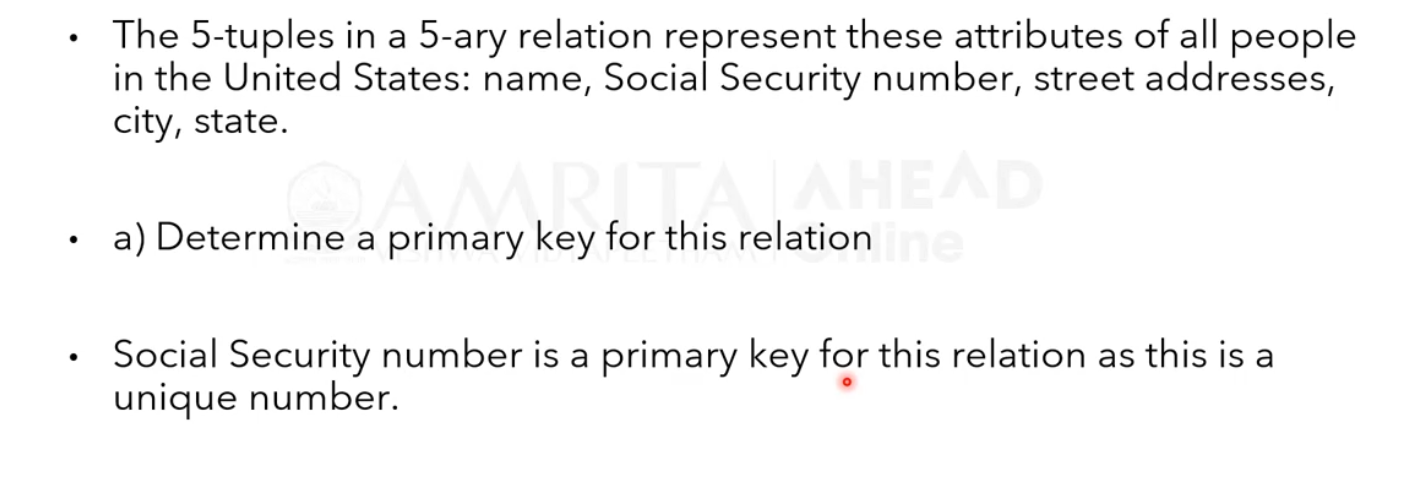 • The 5-tuples in a 5-ary relation represent these attributes of all people
in the United States: name, Social Security number, street addresses,
city, state.
AMRITA AHEAD
Online
• a) Determine a primary key for this relation
• Social Security number is a primary key for this relation as this is a
unique number.